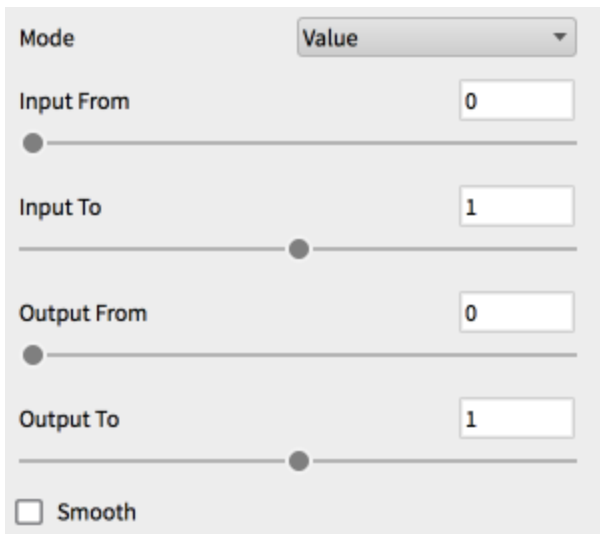 Mode Value
Input From 0
Input To 1
Output From 0
Output To 1
Smooth